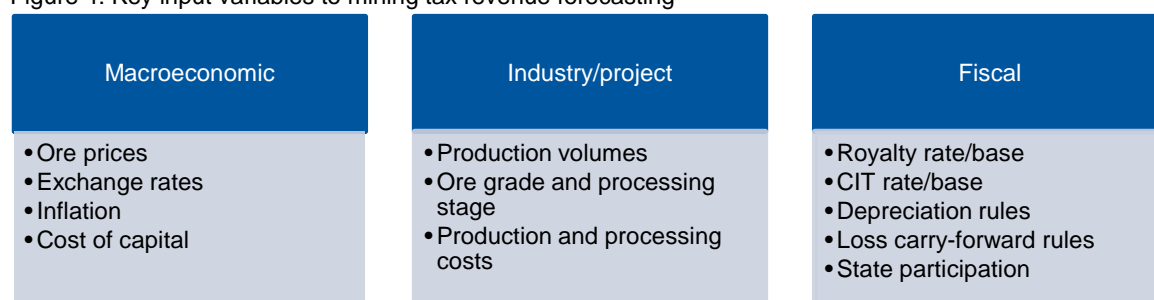 Figure 4: Key input variables to mining tax revenue forecasting
Macroeconomic
• Ore prices
• Exchange rates
• Inflation
• Cost of capital
Industry/project
• Production volumes
• Ore grade and processing
stage
• Production and processing
costs
Fiscal
• Royalty rate/base
• CIT rate/base
• Depreciation rules
• Loss carry-forward rules
• State participation